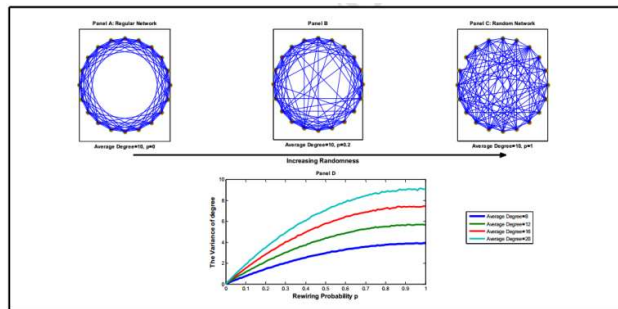 Panel A: Regular Network
Panel B
Panel C: Random Network
Average Degree=10, p=0
Average Degree=10, p=0.2
Average Degree=10, p=1
Increasing Randomness
Panel D
The Variance of degree
10
8
6
4
2
0
0 0.1 0.2 0.3 0.4 0.5 0.6 0.7 0.8 0.9 1
Rewiring Probability p
Average Degree=8
Average Degree=12
Average Degree=16
Average Degree=20